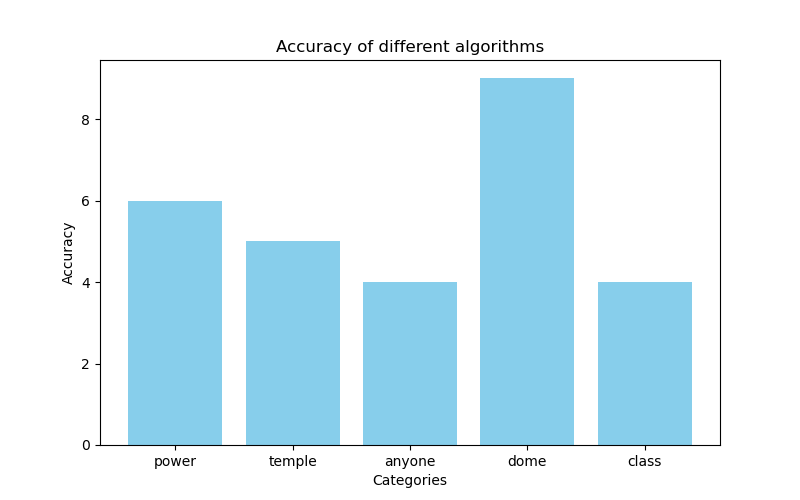 Accuracy of different algorithms
8
6
4
2
0
Accuracy
power temple anyone dome class
Categories